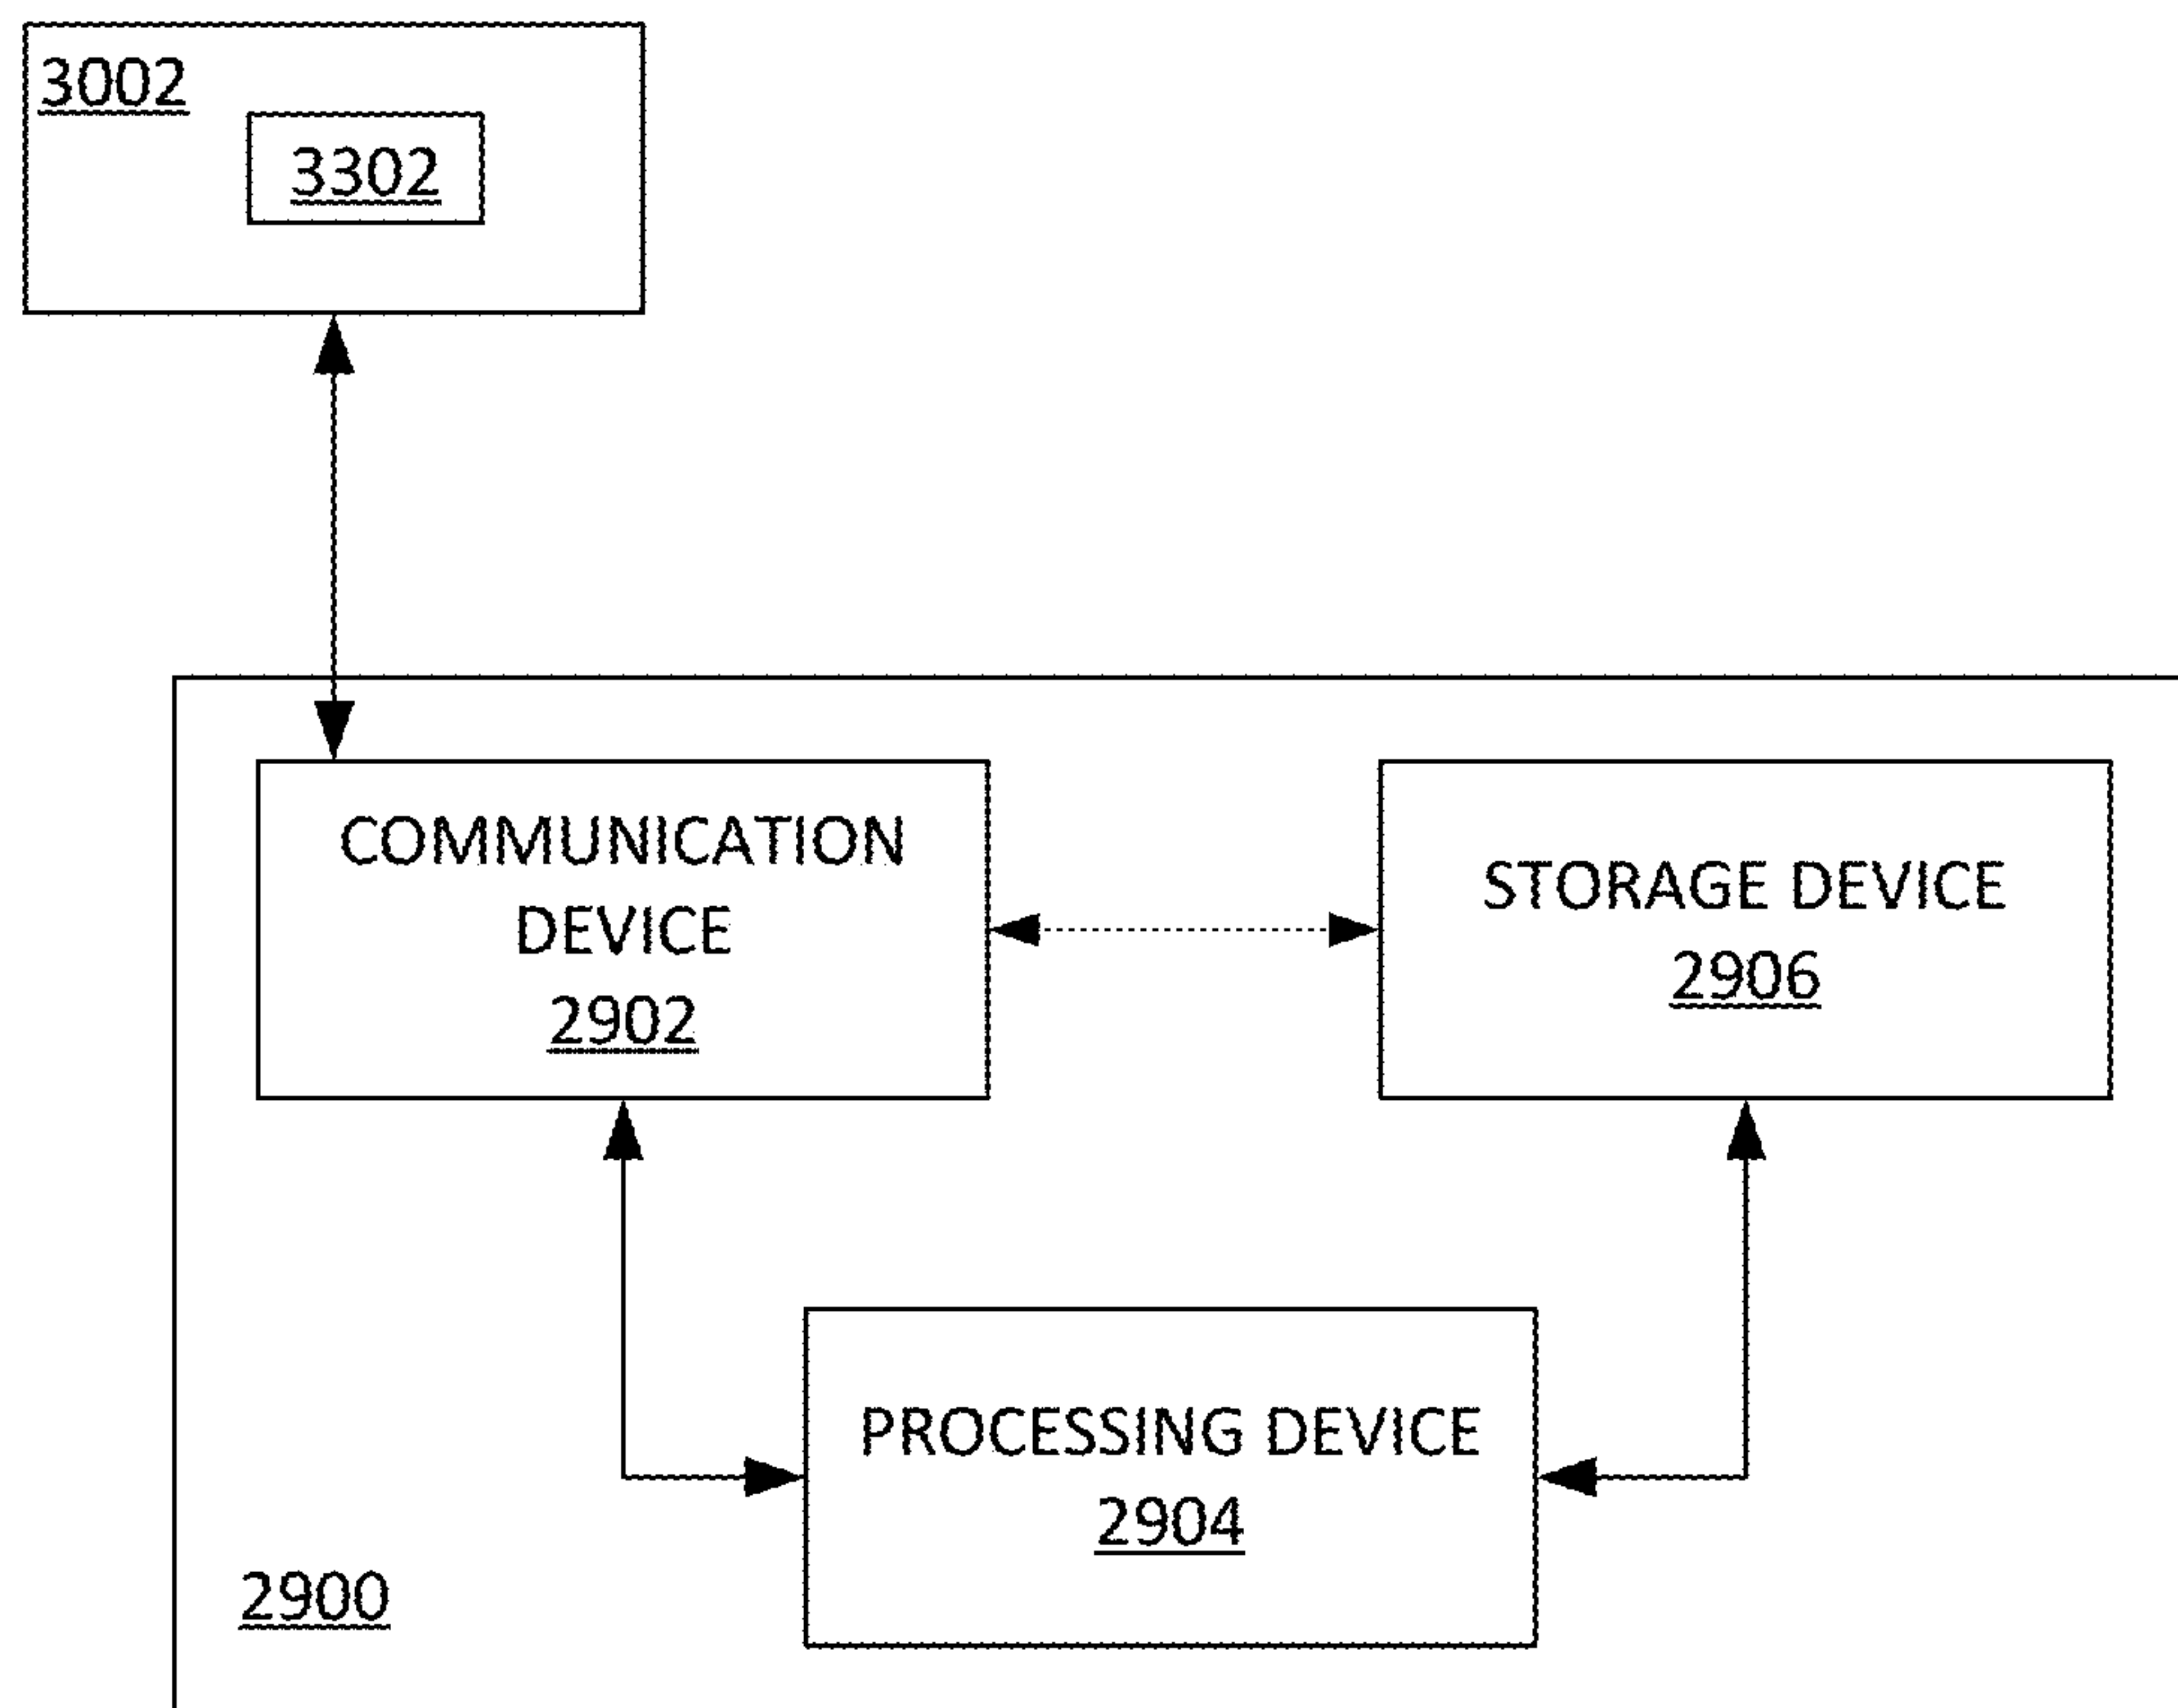 3002
3302
COMMUNICATION
DEVICE
2902
STORAGE DEVICE
2906
PROCESSING DEVICE
2904
2900